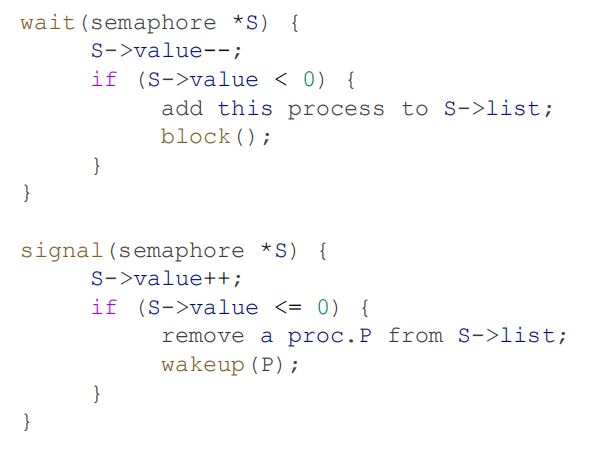 wait(semaphore *S) {
S->value--;
if (S->value < 0) {
add this process to S->list;
block();
}
}
signal(semaphore *S) {
S->value++;
if (S->value <= 0) {
remove a proc.P from S->list;
wakeup(P);
}
}